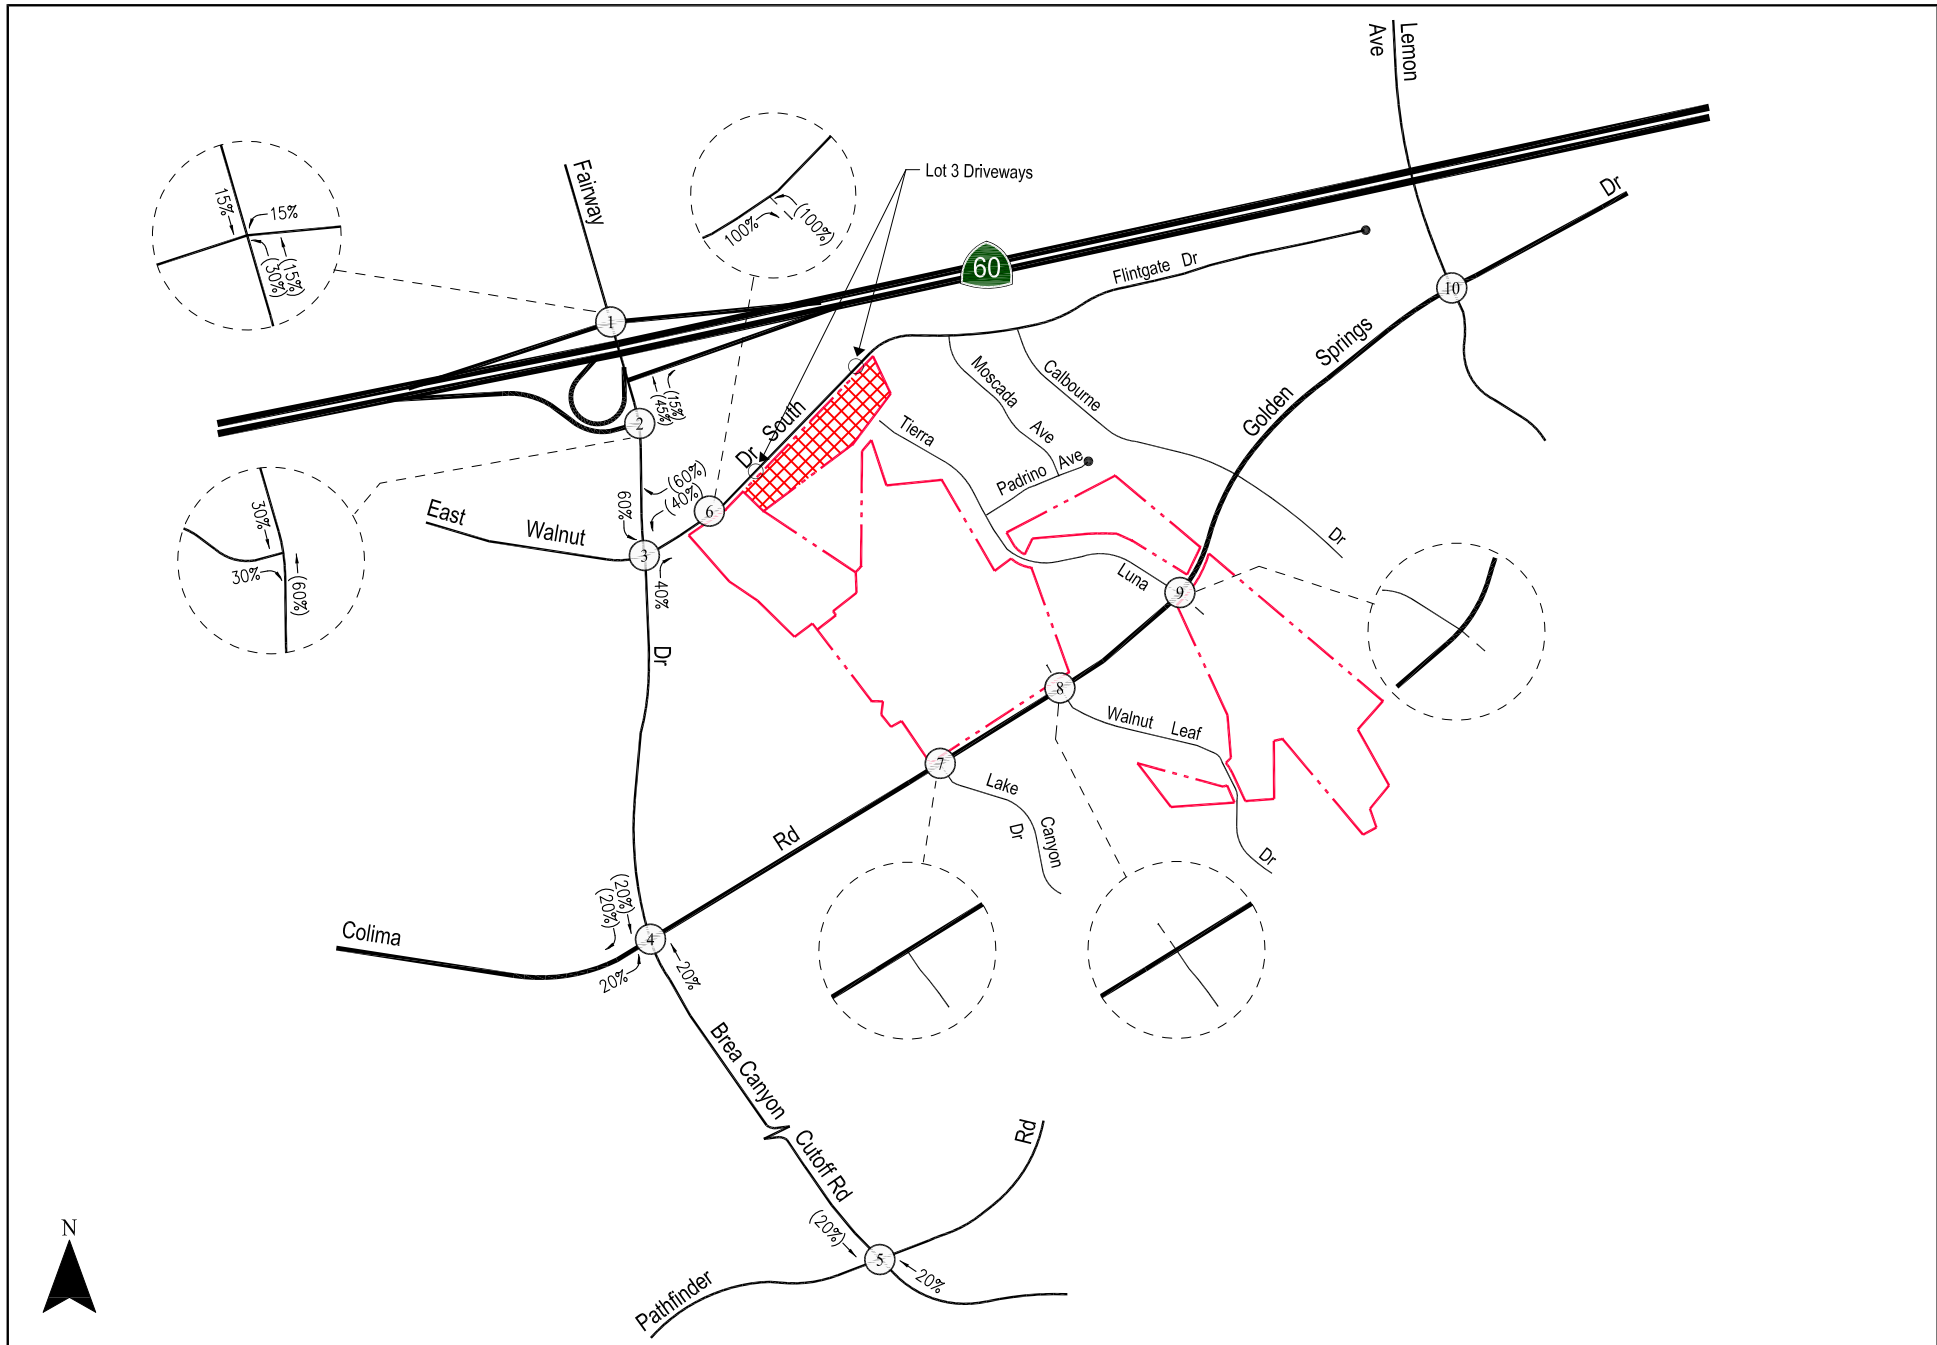 Lemon
Ave
Fairway
Lot 3 Driveways
Dr
15%
15%
(15%)
(30%)
100%
(100%)
60
Flintgate Dr
10
1
Springs
Golden
Moscada
Ave
Calbourne
Dr
(15%)
(45%)
2
Dr South
Tierra
Padrino Ave
(60%)
(40%)
60%
6
East Walnut
3
40%
30%
30%
(60%)
Luna
9
Dr
8
Walnut Leaf
Dr
7
Lake
Canyon
Dr
Rd
(20%)
(20%)
4
20%
20%
Colima
Brea Canyon
Cutoff Rd
Rd
(20%)
5
20%
Pathfinder
N